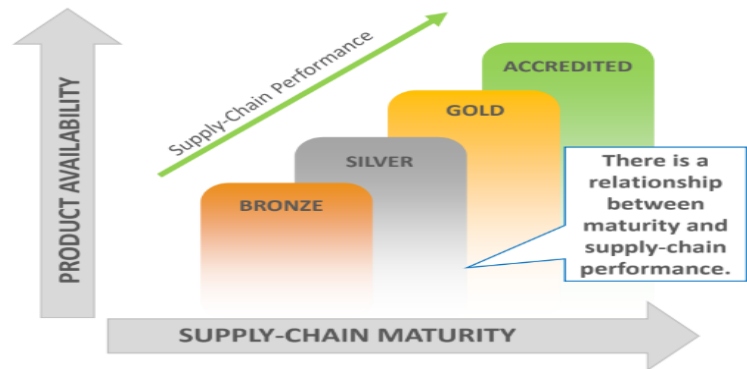 PRODUCT AVAILABILITY
Supply-Chain Performance
ACCREDITED
GOLD
SILVER
BRONZE
There is a
relationship
between
maturity and
supply-chain
performance.
SUPPLY-CHAIN MATURITY